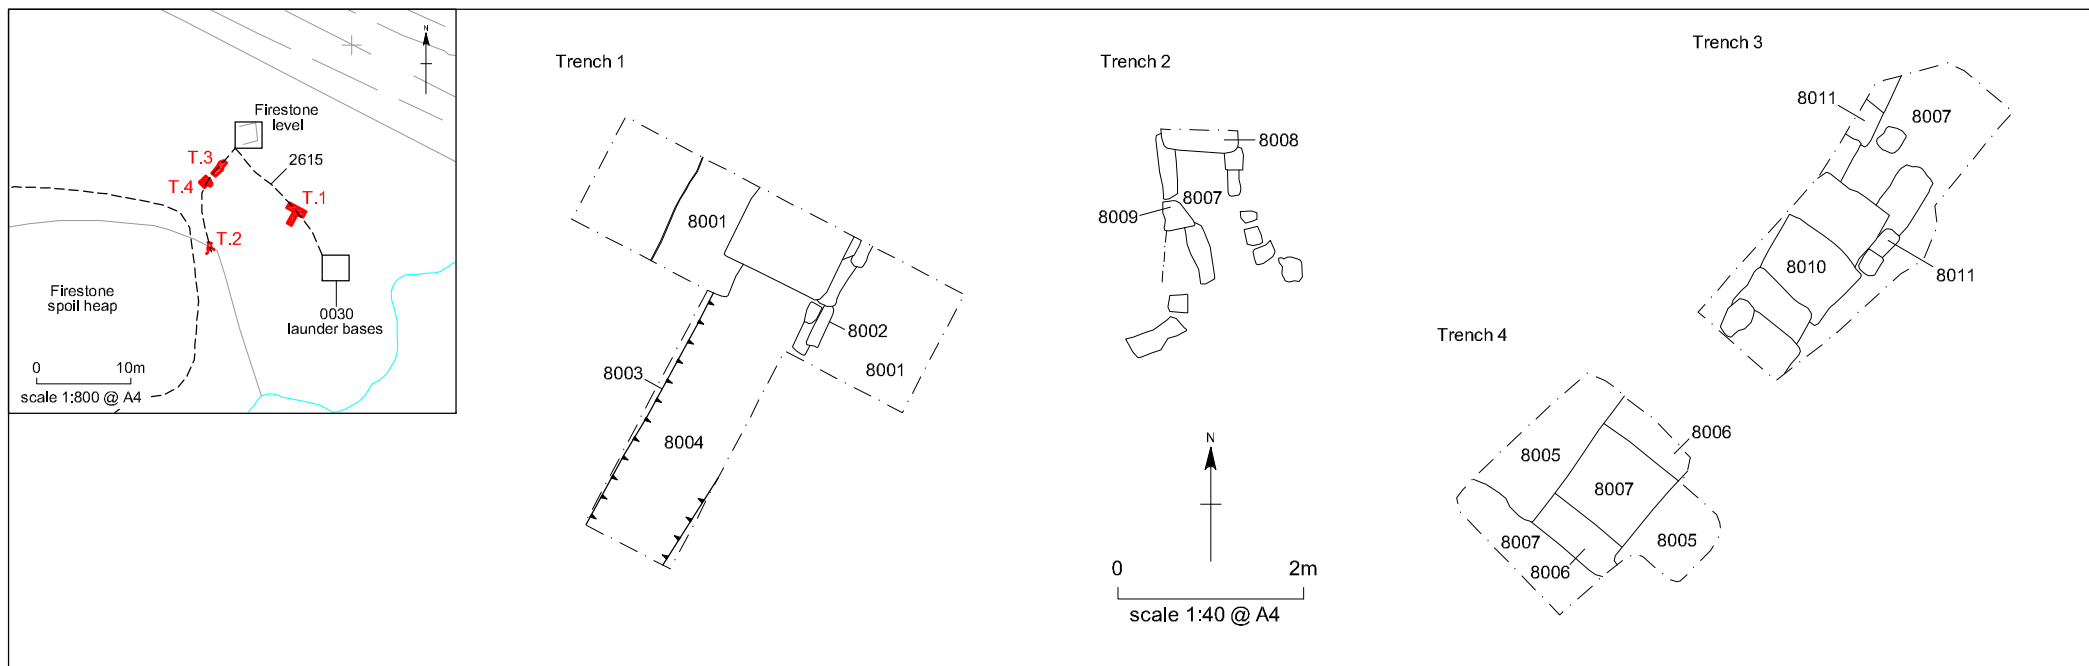 N
Firestone
level
T.3
2615
T.4
T.1
T.2
Firestone
spoil heap
0030
launder bases
0
10m
scale 1:800 @ A4
Trench 1
8001
8002
8003
8001
8004
Trench 2
8008
8007
8009
N
0
2m
scale 1:40 @ A4
Trench 3
8011
8007
8010
8011
Trench 4
8006
8005
8007
8007
8005
8006